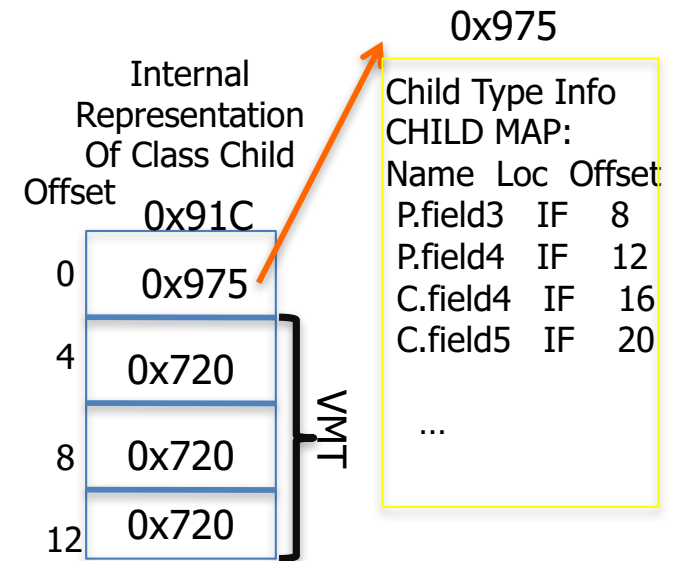 0x975
Internal
Representation
Of Class Child
Offset
0x91C
0 0x975
4 0x720
8 0x720
12 0x720
VMT
Child Type Info
CHILD MAP:
Name Loc Offset
P.field3 IF 8
P.field4 IF 12
C.field4 IF 16
C.field5 IF 20
...